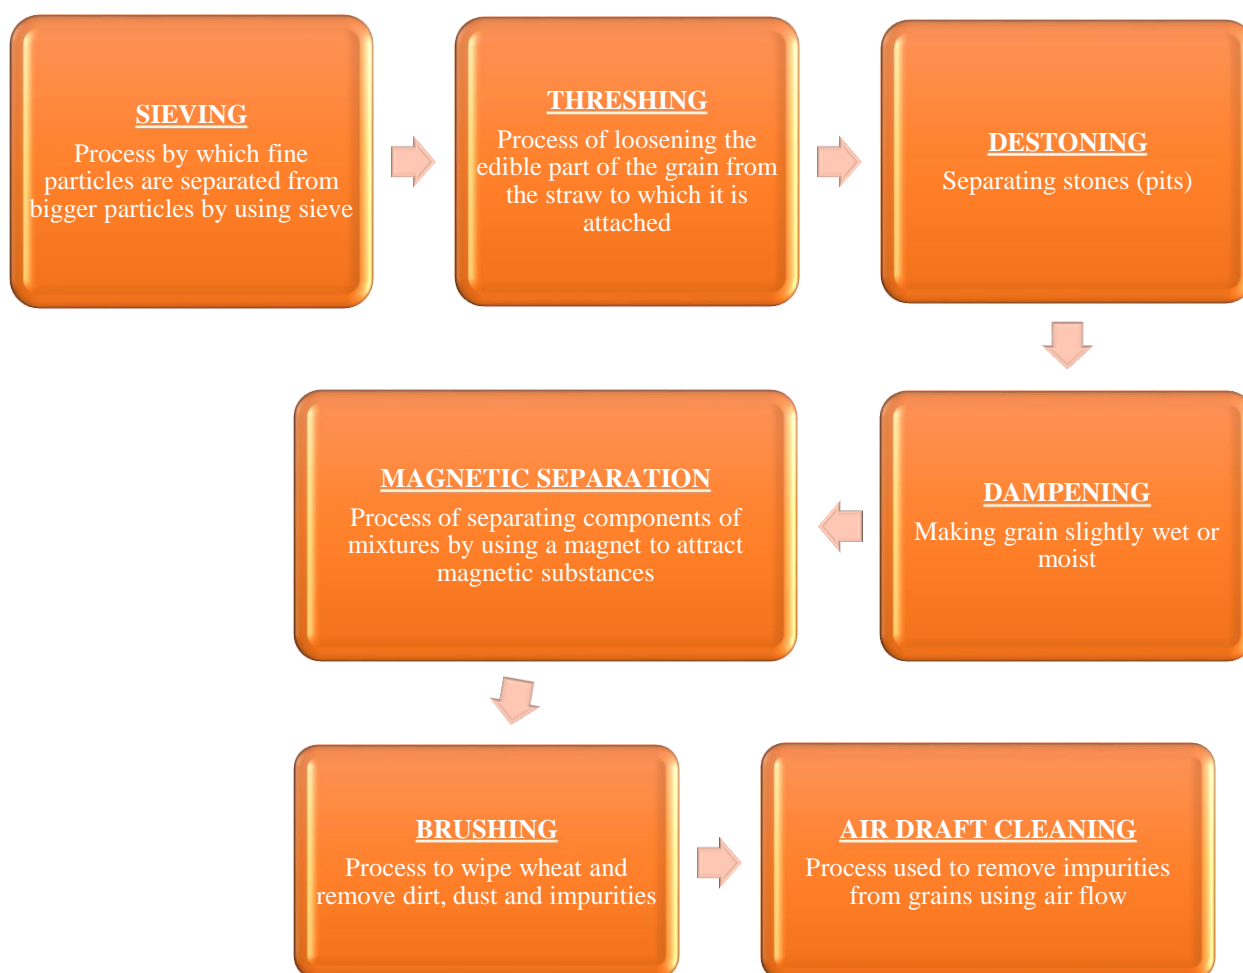 SIEVING
Process by which fine
particles are separated from
bigger particles by using sieve
THRESHING
Process of loosening the
edible part of the grain from
the straw to which it is
attached
DESTONING
Separating stones (pits)
DAMPENING
Making grain slightly wet or
moist
MAGNETIC SEPARATION
Process of separating components of
mixtures by using a magnet to attract
magnetic substances
BRUSHING
Process to wipe wheat and
remove dirt, dust and impurities
AIR DRAFT CLEANING
Process used to remove impurities
from grains using air flow